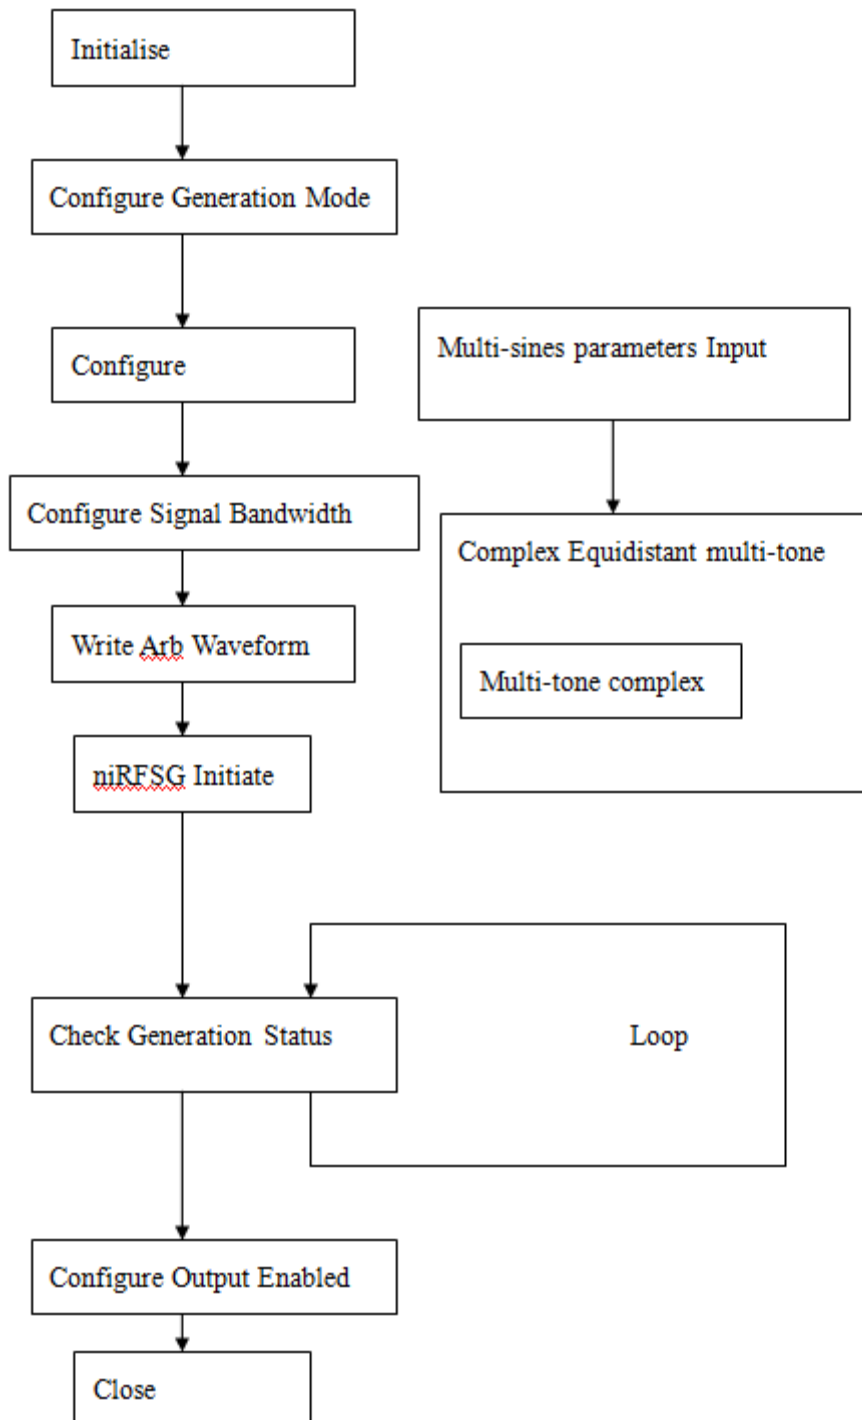 Initialise
Configure Generation Mode
Configure
Multi-sines parameters Input
Configure Signal Bandwidth
Complex Equidistant multi-tone
Write Arb Waveform
Multi-tone complex
niRFSG Initiate
Check Generation Status
Loop
Configure Output Enabled
Close